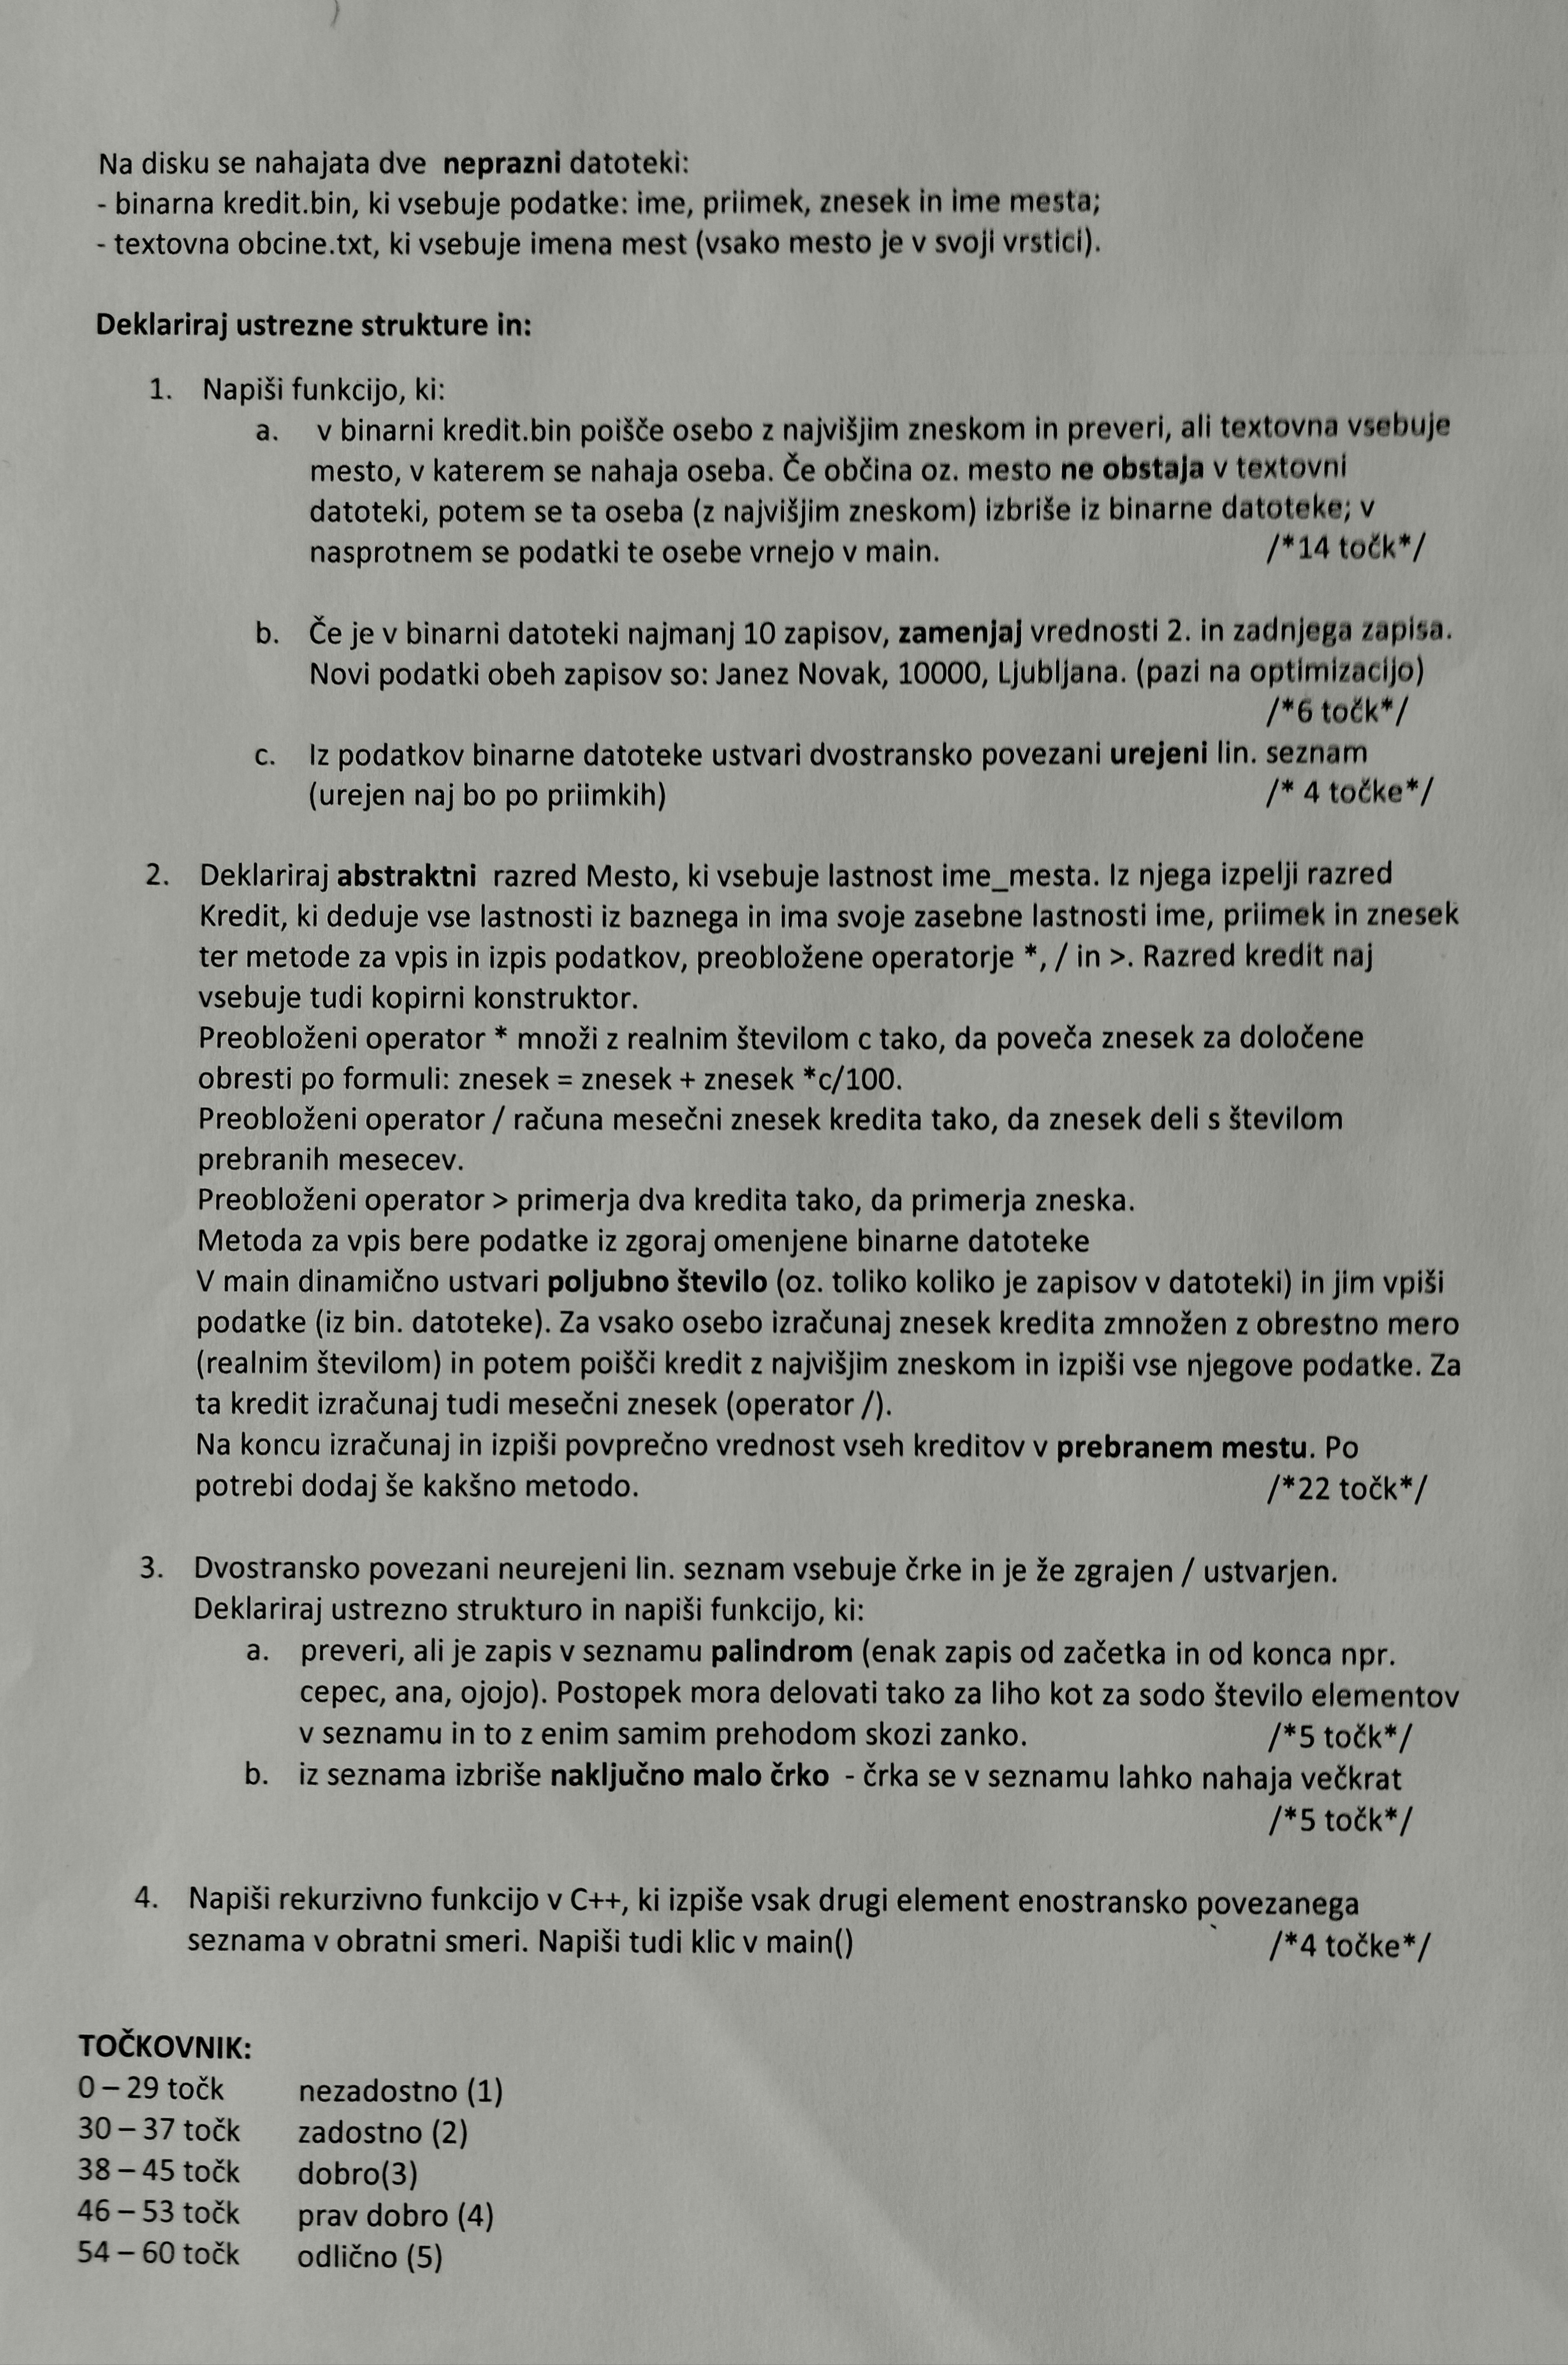 Na disku se nahajata dve neprazni datoteki:
- binarna kredit.bin, ki vsebuje podatke: ime, priimek, znesek in ime mesta;
- textovna obcine.txt, ki vsebuje imena mest (vsako mesto je v svoji vrstici).
Deklariraj ustrezne strukture in:
1. Napiši funkcijo, ki:
a. v binarni kredit.bin poišče osebo z najvišjim zneskom in preveri, ali textovna vsebuje
mesto, v katerem se nahaja oseba. Če občina oz. mesto ne obstaja v textovni
datoteki, potem se ta oseba (z najvišjim zneskom) izbriše iz binarne datoteke; v
nasprotnem se podatki te osebe vrnejo v main. /*14 točk*/
b. Če je v binarni datoteki najmanj 10 zapisov, zamenjaj vrednosti 2. in zadnjega zapisa.
Novi podatki obeh zapisov so: Janez Novak, 10000, Ljubljana. (pazi na optimizacijo)
/*6 točk*/
c. Iz podatkov binarne datoteke ustvari dvostransko povezani urejeni lin. seznam
(urejen naj bo po priimkih) /* 4 točke*/
2. Deklariraj abstraktni razred Mesto, ki vsebuje lastnost ime_mesta. Iz njega izpelji razred
Kredit, ki deduje vse lastnosti iz baznega in ima svoje zasebne lastnosti ime, priimek in znesek
ter metode za vpis in izpis podatkov, preobložene operatorje *, / in >. Razred kredit naj
vsebuje tudi kopirni konstruktor.
Preobloženi operator * množi z realnim številom c tako, da poveča znesek za določene
obresti po formuli: znesek = znesek + znesek *c/100.
Preobloženi operator / računa mesečni znesek kredita tako, da znesek deli s številom
prebranih mesecev.
Preobloženi operator > primerja dva kredita tako, da primerja zneska.
Metoda za vpis bere podatke iz zgoraj omenjene binarne datoteke
V main dinamično ustvari poljubno število (oz. toliko koliko je zapisov v datoteki) in jim vpiši
podatke (iz bin. datoteke). Za vsako osebo izračunaj znesek kredita zmnožen z obrestno mero
(realnim številom) in potem poišči kredit z najvišjim zneskom in izpiši vse njegove podatke. Za
ta kredit izračunaj tudi mesečni znesek (operator /).
Na koncu izračunaj in izpiši povprečno vrednost vseh kreditov v prebranem mestu. Po
potrebi dodaj še kakšno metodo. /*22 točk*/
3. Dvostransko povezani neurejeni lin. seznam vsebuje črke in je že zgrajen / ustvarjen.
Deklariraj ustrezno strukturo in napiši funkcijo, ki:
a. preveri, ali je zapis v seznamu palindrom (enak zapis od začetka in od konca npr.
cepec, ana, ojojo). Postopek mora delovati tako za liho kot za sodo število elementov
v seznamu in to z enim samim prehodom skozi zanko. /*5 točk*/
b. iz seznama izbriše naključno malo črko - črka se v seznamu lahko nahaja večkrat
/*5 točk*/
4. Napiši rekurzivno funkcijo v C++, ki izpiše vsak drugi element enostransko povezanega
seznama v obratni smeri. Napiši tudi klic v main() /*4 točke*/
TOČKOVNIK:
0 – 29 točk nezadostno (1)
30 – 37 točk zadostno (2)
38 – 45 točk dobro(3)
46 – 53 točk prav dobro (4)
54 – 60 točk odlično (5)